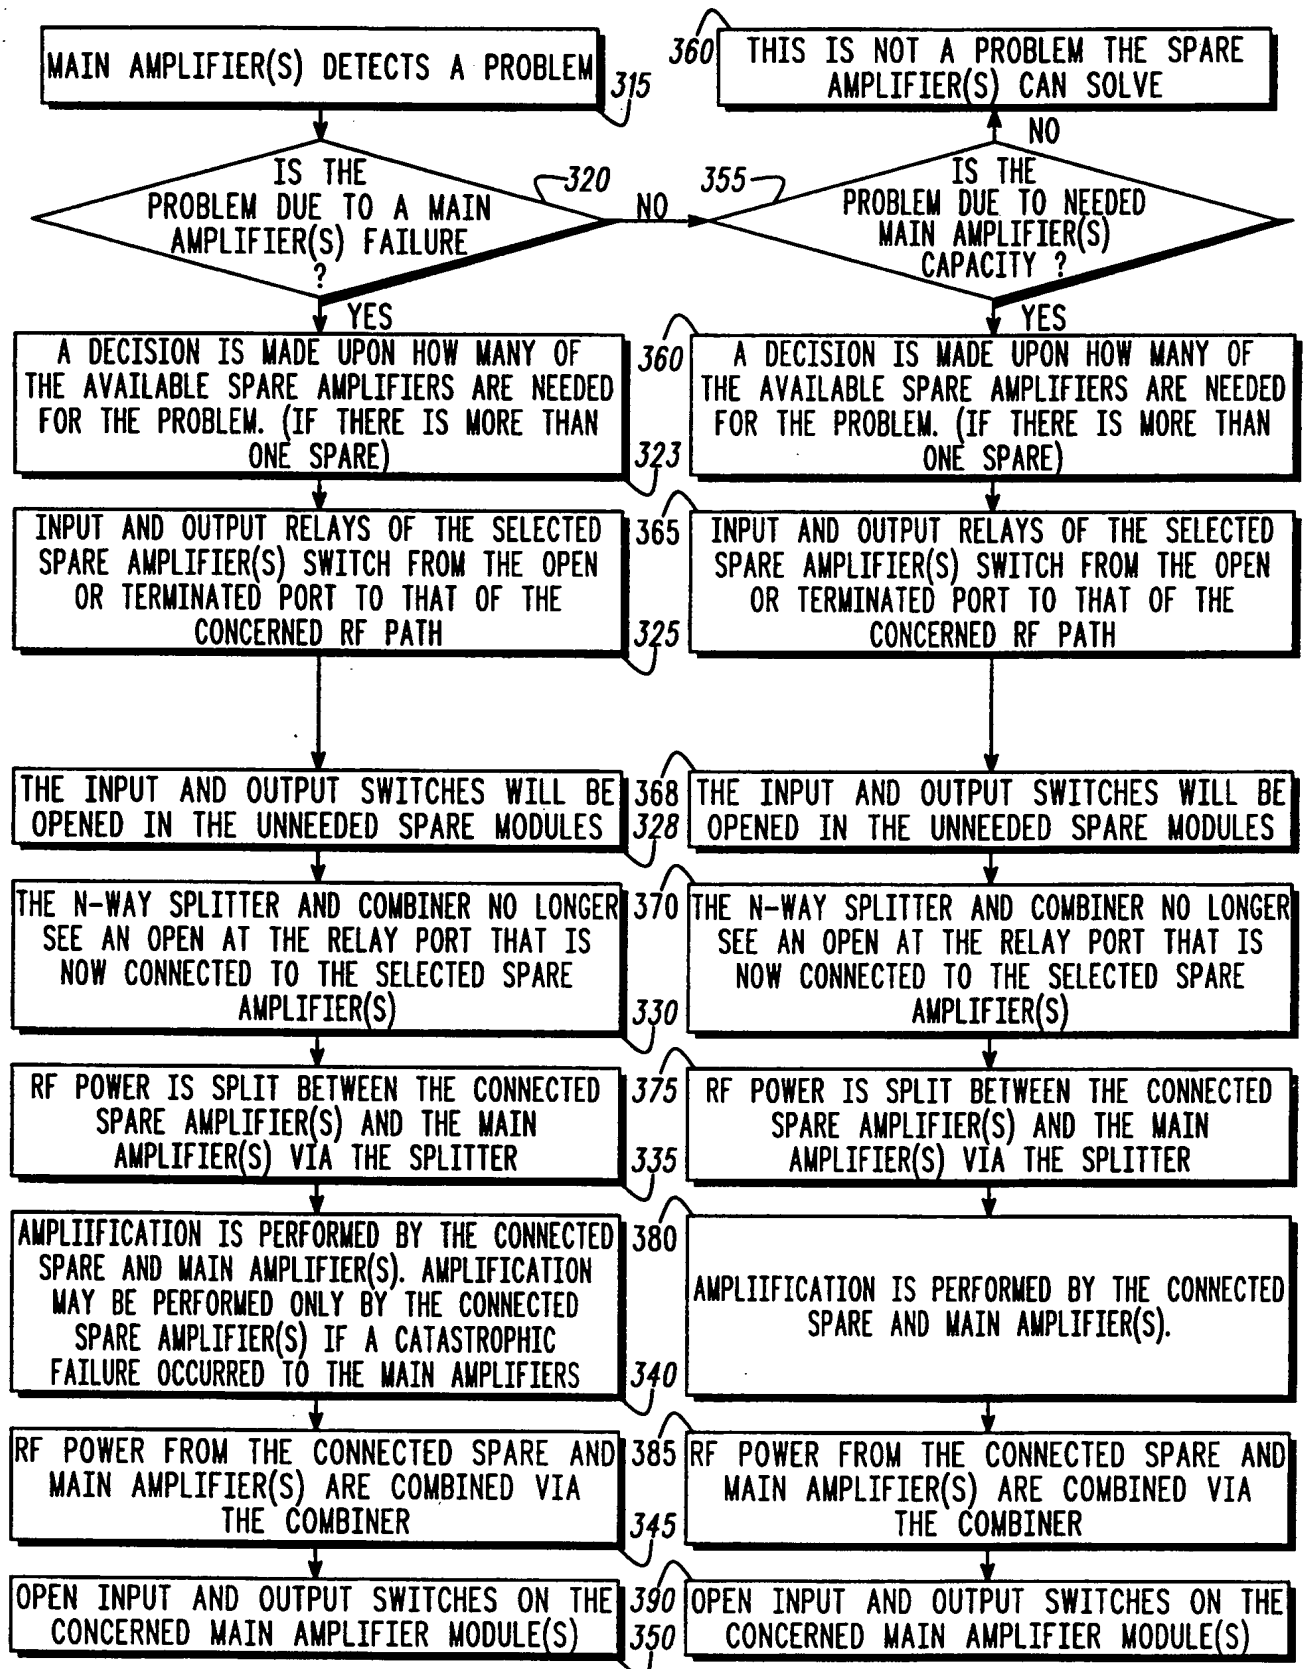 MAIN AMPLIFIER(S) DETECTS A PROBLEM
315
IS THE
PROBLEM DUE TO A MAIN
AMPLIFIER(S) FAILURE
?
320
NO
YES
A DECISION IS MADE UPON HOW MANY OF
THE AVAILABLE SPARE AMPLIFIERS ARE NEEDED
FOR THE PROBLEM. (IF THERE IS MORE THAN
ONE SPARE)
323
INPUT AND OUTPUT RELAYS OF THE SELECTED
SPARE AMPLIFIER(S) SWITCH FROM THE OPEN
OR TERMINATED PORT TO THAT OF THE
CONCERNED RF PATH
325
THE INPUT AND OUTPUT SWITCHES WILL BE
OPENED IN THE UNNEEDED SPARE MODULES
328
THE N-WAY SPLITTER AND COMBINER NO LONGER
SEE AN OPEN AT THE RELAY PORT THAT IS
NOW CONNECTED TO THE SELECTED SPARE
AMPLIFIER(S)
330
RF POWER IS SPLIT BETWEEN THE CONNECTED
SPARE AMPLIFIER(S) AND THE MAIN
AMPLIFIER(S) VIA THE SPLITTER
335
AMPLIIFICATION IS PERFORMED BY THE CONNECTED
SPARE AND MAIN AMPLIFIER(S). AMPLIFICATION
MAY BE PERFORMED ONLY BY THE CONNECTED
SPARE AMPLIFIER(S) IF A CATASTROPHIC
FAILURE OCCURRED TO THE MAIN AMPLIFIERS
340
RF POWER FROM THE CONNECTED SPARE AND
MAIN AMPLIFIER(S) ARE COMBINED VIA
THE COMBINER
345
OPEN INPUT AND OUTPUT SWITCHES ON THE
CONCERNED MAIN AMPLIFIER MODULE(S)
350
360
THIS IS NOT A PROBLEM THE SPARE
AMPLIFIER(S) CAN SOLVE
NO
355
IS THE
PROBLEM DUE TO NEEDED
MAIN AMPLIFIER(S)
CAPACITY ?
YES
360
A DECISION IS MADE UPON HOW MANY OF
THE AVAILABLE SPARE AMPLIFIERS ARE NEEDED
FOR THE PROBLEM. (IF THERE IS MORE THAN
ONE SPARE)
365
INPUT AND OUTPUT RELAYS OF THE SELECTED
SPARE AMPLIFIER(S) SWITCH FROM THE OPEN
OR TERMINATED PORT TO THAT OF THE
CONCERNED RF PATH
368
THE INPUT AND OUTPUT SWITCHES WILL BE
OPENED IN THE UNNEEDED SPARE MODULES
370
THE N-WAY SPLITTER AND COMBINER NO LONGER
SEE AN OPEN AT THE RELAY PORT THAT IS
NOW CONNECTED TO THE SELECTED SPARE
AMPLIFIER(S)
375
RF POWER IS SPLIT BETWEEN THE CONNECTED
SPARE AMPLIFIER(S) AND THE MAIN
AMPLIFIER(S) VIA THE SPLITTER
380
AMPLIIFICATION IS PERFORMED BY THE CONNECTED
SPARE AND MAIN AMPLIFIER(S).
385
RF POWER FROM THE CONNECTED SPARE AND
MAIN AMPLIFIER(S) ARE COMBINED VIA
THE COMBINER
390
OPEN INPUT AND OUTPUT SWITCHES ON THE
CONCERNED MAIN AMPLIFIER MODULE(S)